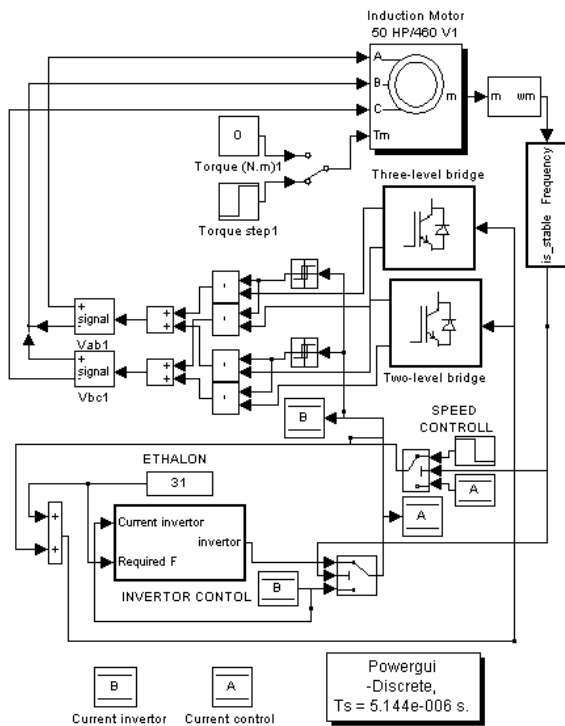 Induction Motor
50 HP/460 V1
A
B
C
Tm
m
m
wm
0
Torque (N.m)1
Torque step1
Three-level bridge
is_stable Frequency
Two-level bridge
+
signal
-
Vab1
+
+
+
signal
-
Vbc1
+
+
B
SPEED
CONTROLL
A
A
ETHALON
31
+
+
Current invertor
invertor
Required F
INVERTOR CONTOL
B
B
Current invertor
A
Current control
Powergui
-Discrete,
Ts = 5.144e-006 s.